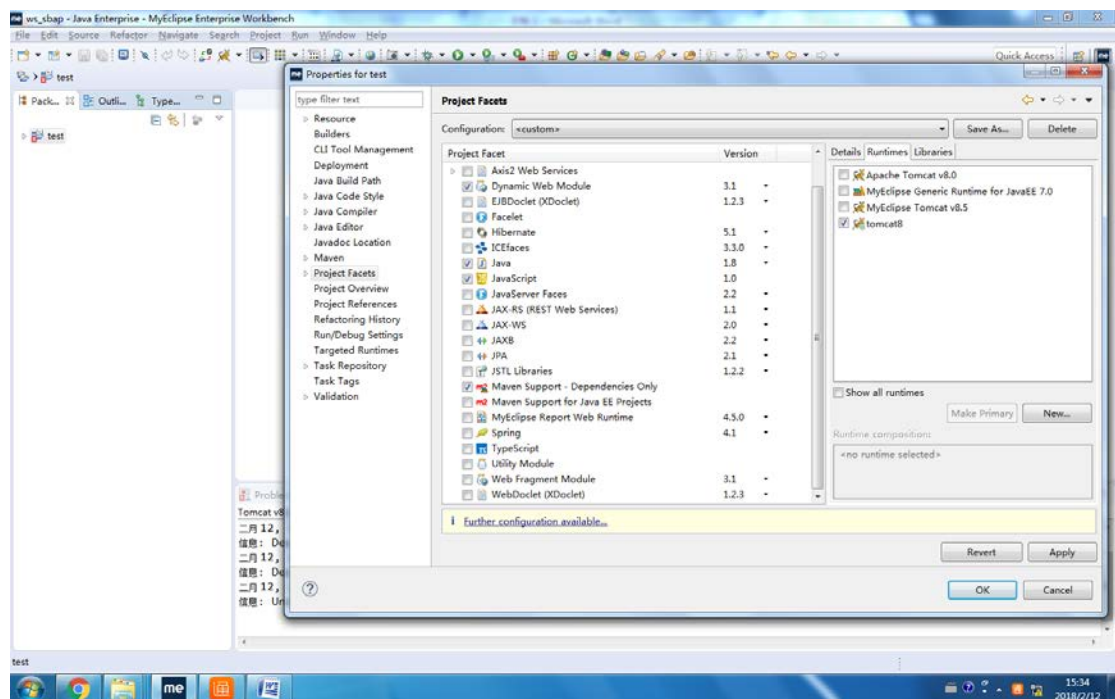 ws_sbap - Java Enterprise - MyEclipse Enterprise Workbench
File Edit Source Refactor Navigate Search Project Run Window Help
Quick Access
test
Pack... Outli... Type...
test
Properties for test
type filter text
Resource
Builders
CLI Tool Management
Deployment
Java Build Path
Java Code Style
Java Compiler
Java Editor
Javadoc Location
Maven
Project Facets
Project Overview
Project References
Refactoring History
Run/Debug Settings
Targeted Runtimes
Task Repository
Task Tags
Validation
Project Facets
Configuration: <custom>
Save As... Delete
Project Facet Version
Axis2 Web Services
Dynamic Web Module 3.1
EJBDoclet (XDoclet) 1.2.3
Facelet
Hibernate 5.1
ICEfaces 3.3.0
Java 1.8
JavaScript 1.0
JavaServer Faces 2.2
JAX-RS (REST Web Services) 1.1
JAX-WS 2.0
JAXB 2.2
JPA 2.1
JSTL Libraries 1.2.2
Maven Support - Dependencies Only
Maven Support for Java EE Projects
MyEclipse Report Web Runtime 4.5.0
Spring 4.1
TypeScript
Utility Module
Web Fragment Module 3.1
WebDoclet (XDoclet) 1.2.3
Details Runtimes Libraries
Apache Tomcat v8.0
MyEclipse Generic Runtime for JavaEE 7.0
MyEclipse Tomcat v8.5
tomcat8
Show all runtimes
Make Primary New...
Runtime composition:
<no runtime selected>
i Further configuration available...
Revert Apply
OK Cancel
Proble
Tomcat v8
二月 12,
信息: De
二月 12,
信息: De
二月 12,
信息: Un
test
me
15:34
2018/2/12